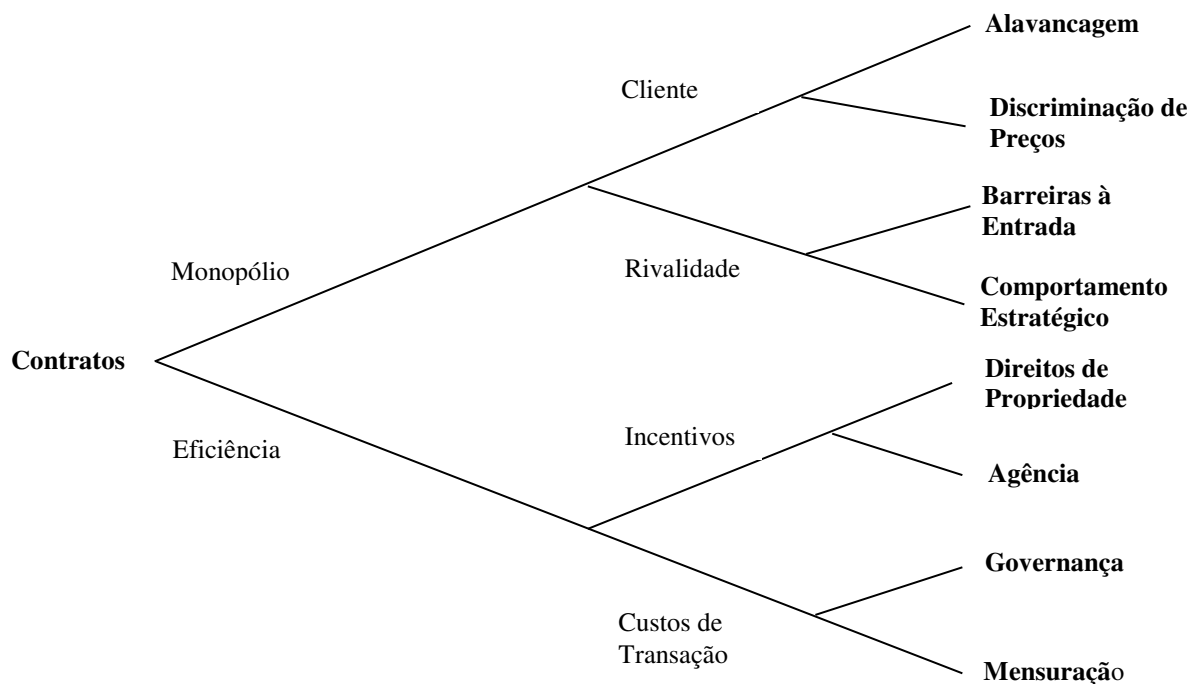 Alavancagem
Cliente
Discriminação de
Preços
Barreiras à
Entrada
Monopólio
Rivalidade
Comportamento
Estratégico
Contratos
Direitos de
Propriedade
Eficiência
Incentivos
Agência
Governança
Custos de
Transação
Mensuração